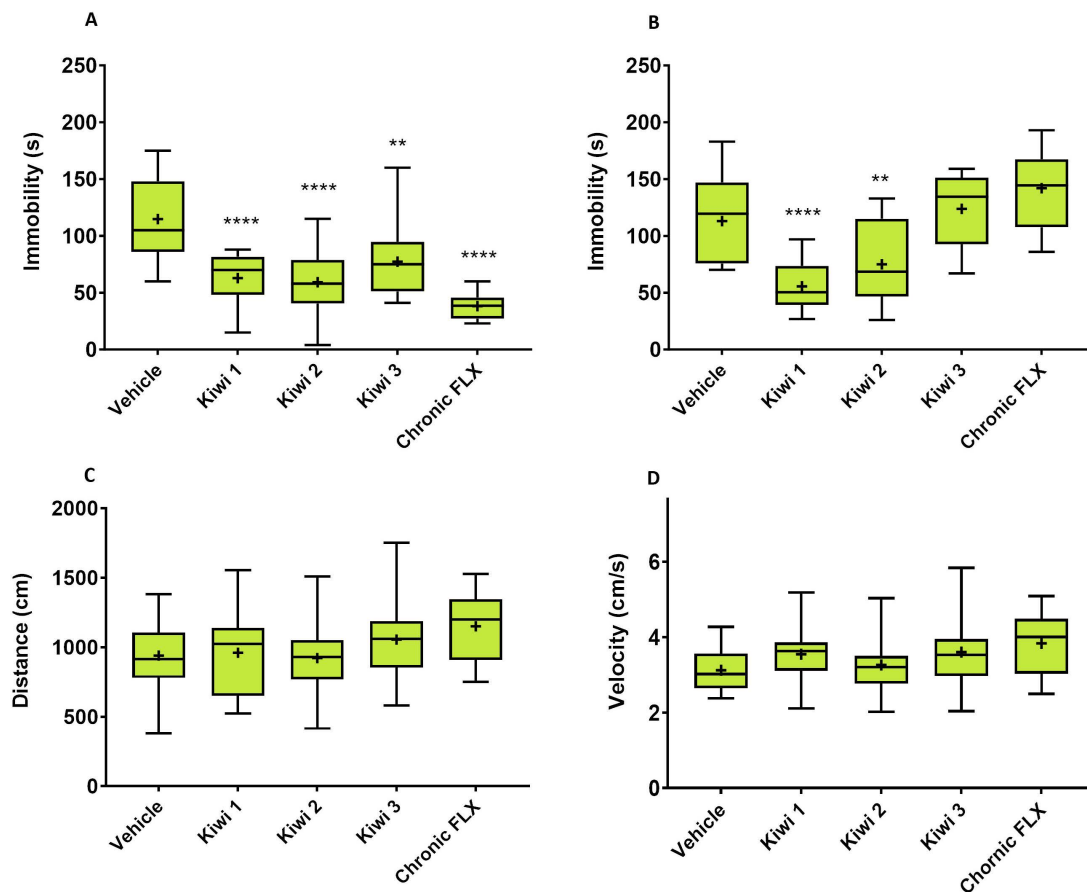 A
250
200
150
100
50
0
Immobility (s)
**
****
****
****
Vehicle
Kiwi 1
Kiwi 2
Kiwi 3
Chronic FLX
B
250
200
150
100
50
0
Immobility (s)
**
****
Vehicle
Kiwi 1
Kiwi 2
Kiwi 3
Chronic FLX
C
2000
1500
1000
500
0
Distance (cm)
Vehicle
Kiwi 1
Kiwi 2
Kiwi 3
Chronic FLX
D
6
4
2
0
Velocity (cm/s)
Vehicle
Kiwi 1
Kiwi 2
Kiwi 3
Chornic FLX